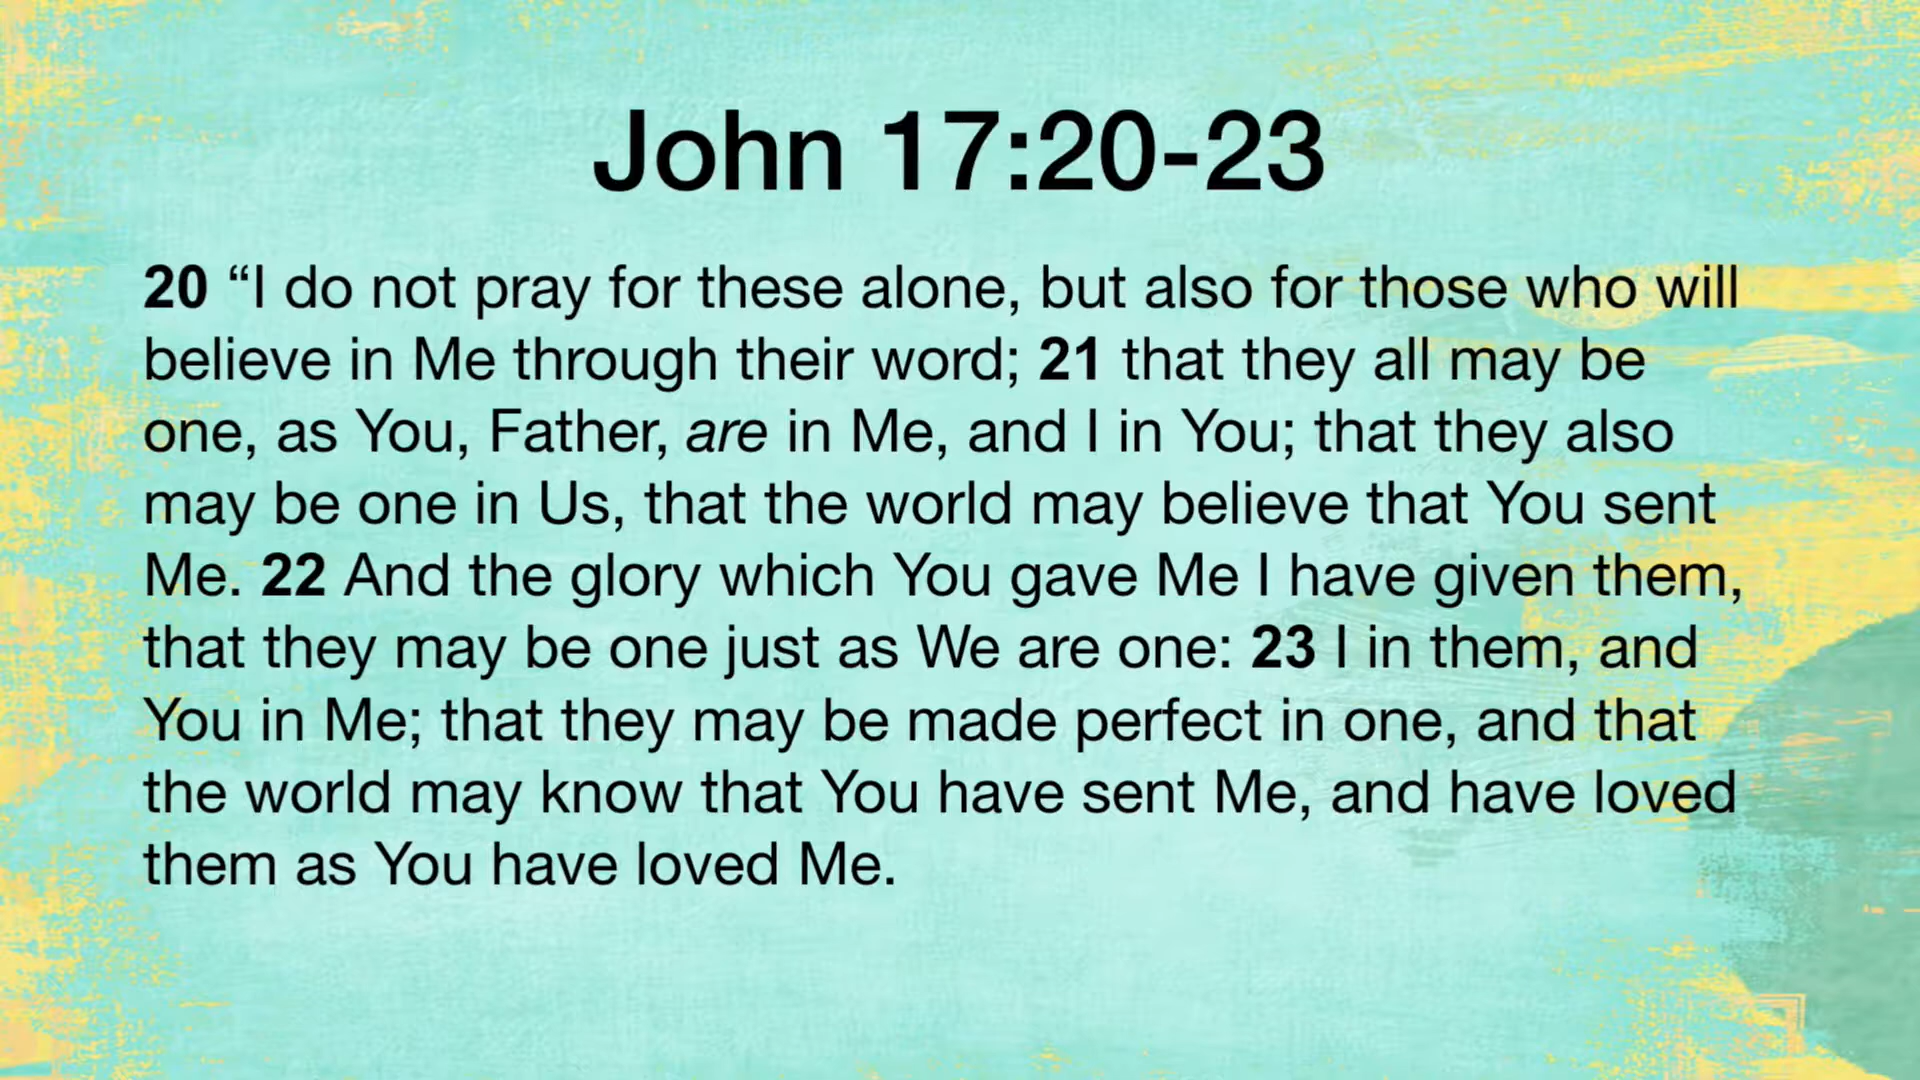 John 17:20-23
20 “I do not pray for these alone, but also for those who will
believe in Me through their word; 21 that they all may be
one, as You, Father, are in Me, and I in You; that they also
may be one in Us, that the world may believe that You sent
Me. 22 And the glory which You gave Me I have given them,
that they may be one just as We are one: 23 I in them, and
You in Me; that they may be made perfect in one, and that
the world may know that You have sent Me, and have loved
them as You have loved Me.